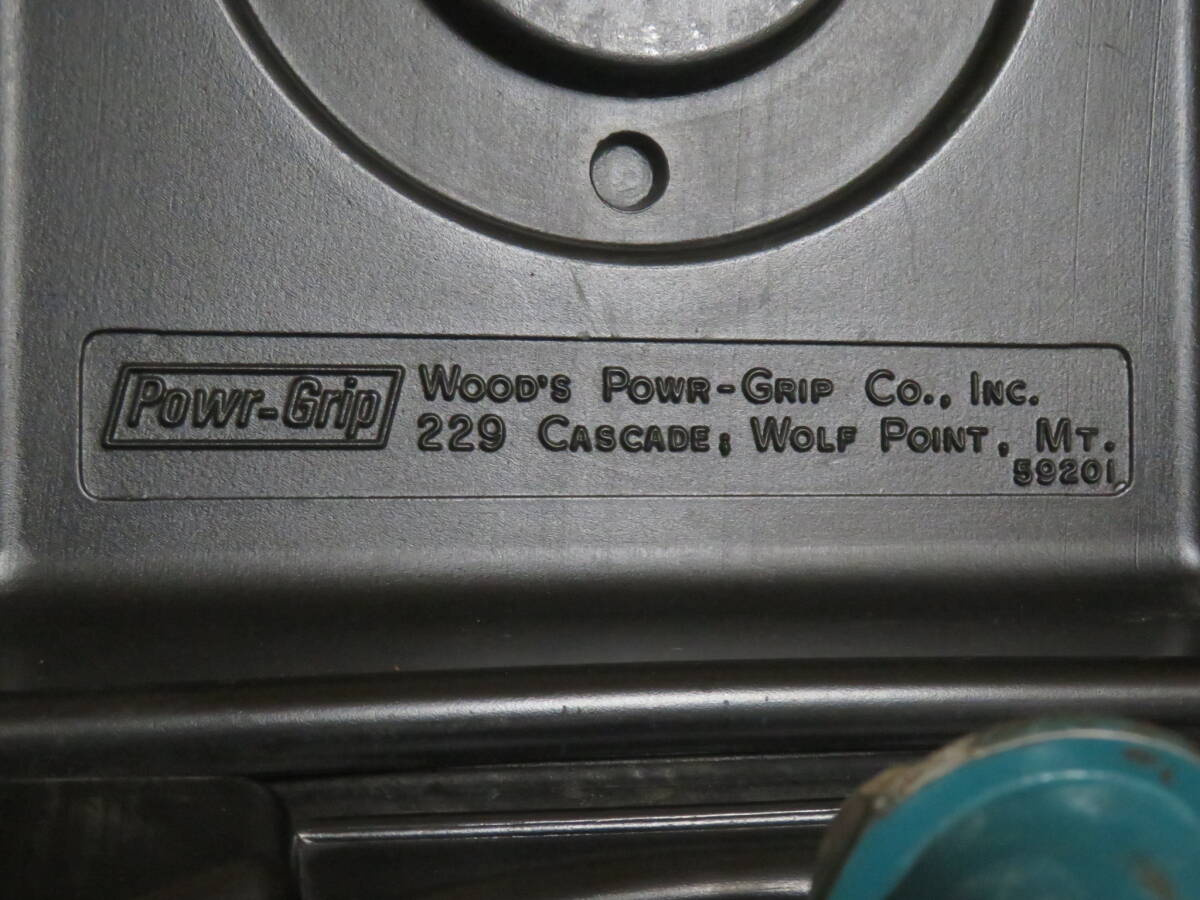 Powr-Grip
WOOD'S POWR-GRIP CO., INC.
229 CASCADE; WOLF POINT, MT.
59201